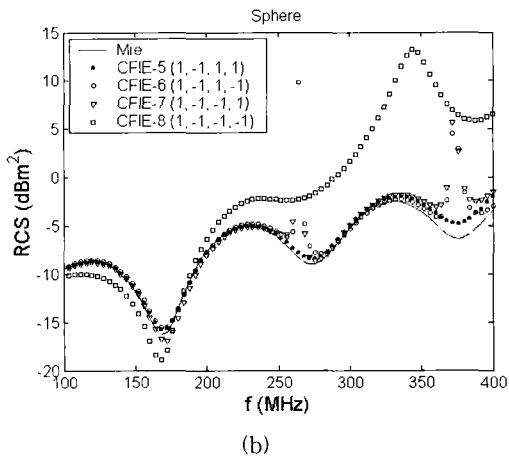 Sphere
Mie
CFIE-5 (1, -1, 1, 1)
CFIE-6 (1, -1, 1, -1)
CFIE-7 (1, -1, -1, 1)
CFIE-8 (1, -1, -1, -1)
RCS (dBm²)
15
10
5
0
-5
-10
-15
-20
100 150 200 250 300 350 400
f (MHz)
(b)